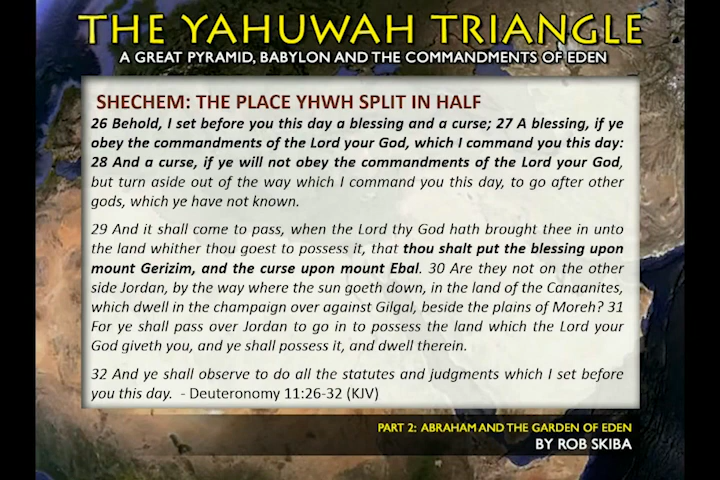 THE YAHUWAH TRIANGLE
A GREAT PYRAMID, BABYLON AND THE COMMANDMENTS OF EDEN
SHECHEM: THE PLACE YHWH SPLIT IN HALF
26 Behold, I set before you this day a blessing and a curse; 27 A blessing, if ye
obey the commandments of the Lord your God, which I command you this day:
28 And a curse, if ye will not obey the commandments of the Lord your God,
but turn aside out of the way which I command you this day, to go after other
gods, which ye have not known.
29 And it shall come to pass, when the Lord thy God hath brought thee in unto
the land whither thou goest to possess it, that thou shalt put the blessing upon
mount Gerizim, and the curse upon mount Ebal. 30 Are they not on the other
side Jordan, by the way where the sun goeth down, in the land of the Canaanites,
which dwell in the champaign over against Gilgal, beside the plains of Moreh? 31
For ye shall pass over Jordan to go in to possess the land which the Lord your
God giveth you, and ye shall possess it, and dwell therein.
32 And ye shall observe to do all the statutes and judgments which I set before
you this day. - Deuteronomy 11:26-32 (KJV)
PART 2: ABRAHAM AND THE GARDEN OF EDEN
BY ROB SKIBA